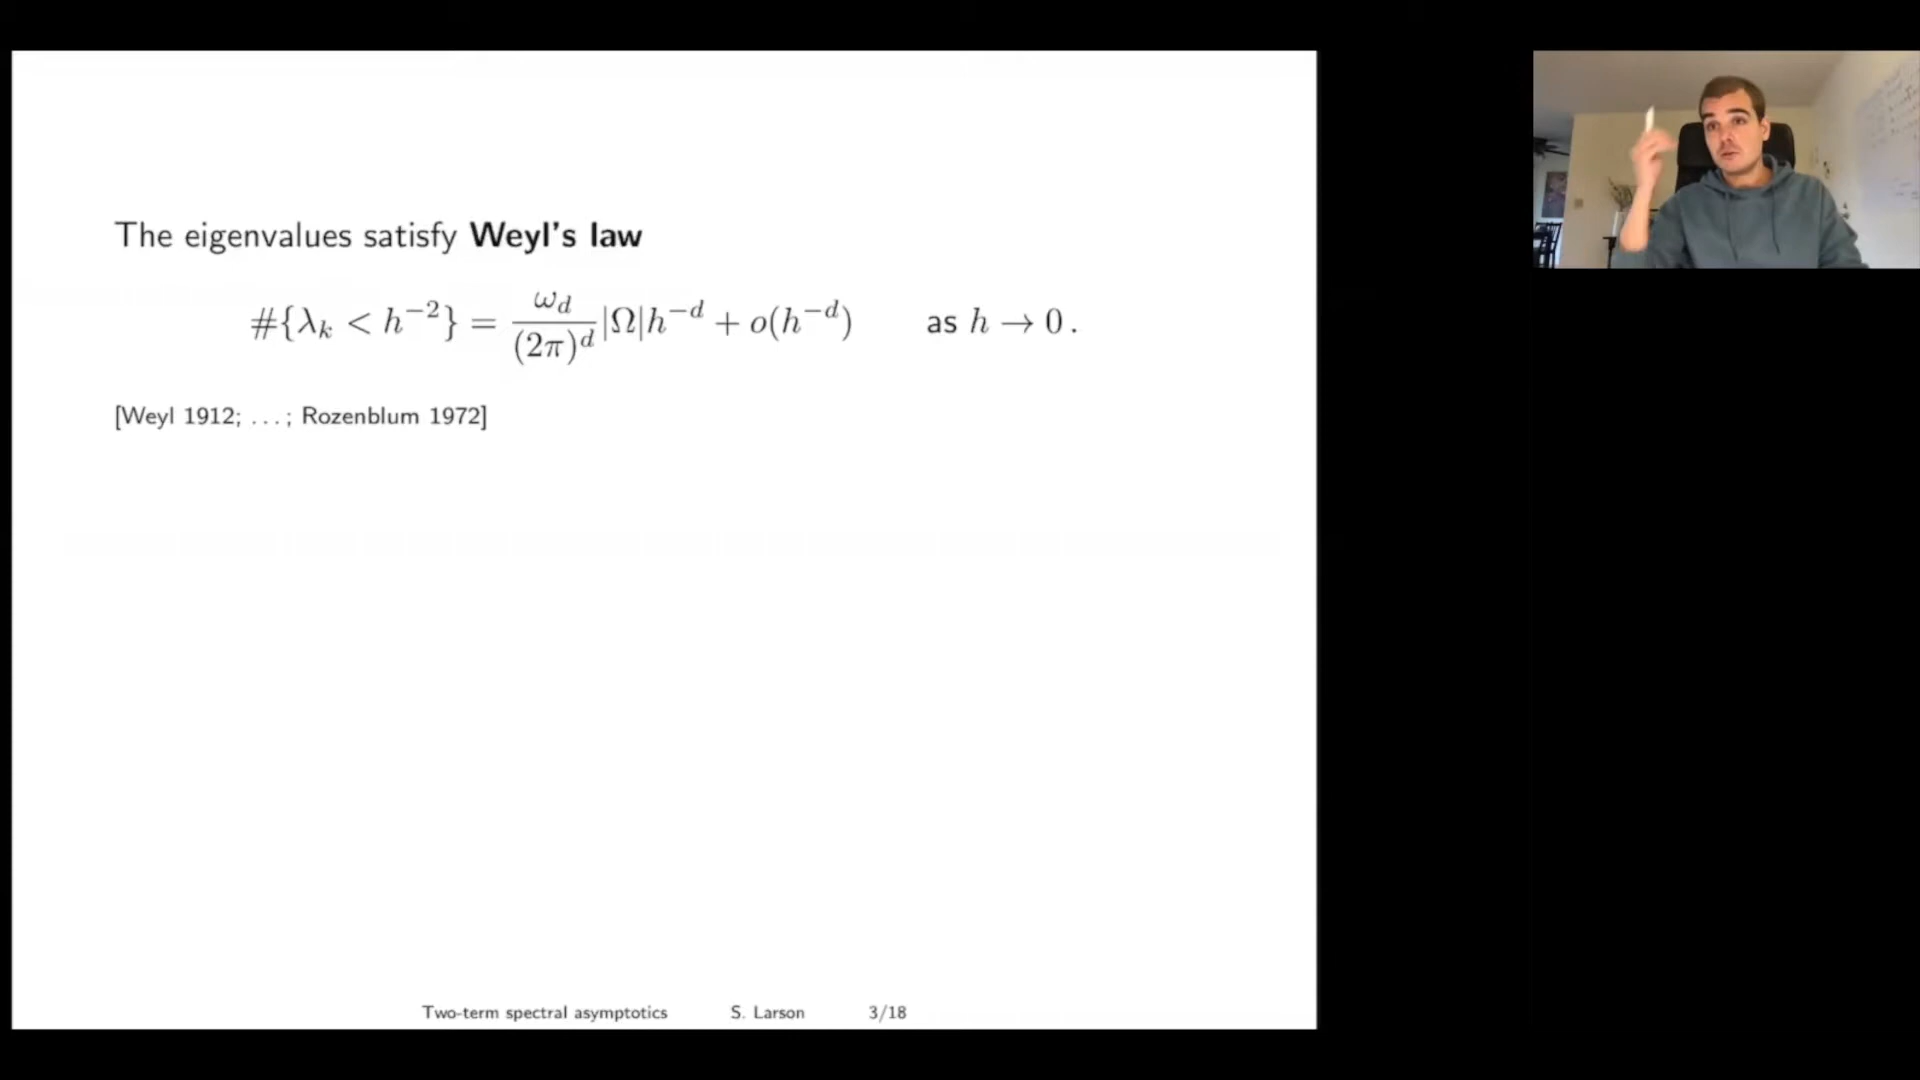 The eigenvalues satisfy Weyl's law
#{λ_k < h^{-2}} = \frac{ω_d}{(2π)^d}|Ω|h^{-d} + o(h^{-d}) as h → 0.
[Weyl 1912; ...; Rozenblum 1972]
Two-term spectral asymptotics S. Larson 3/18